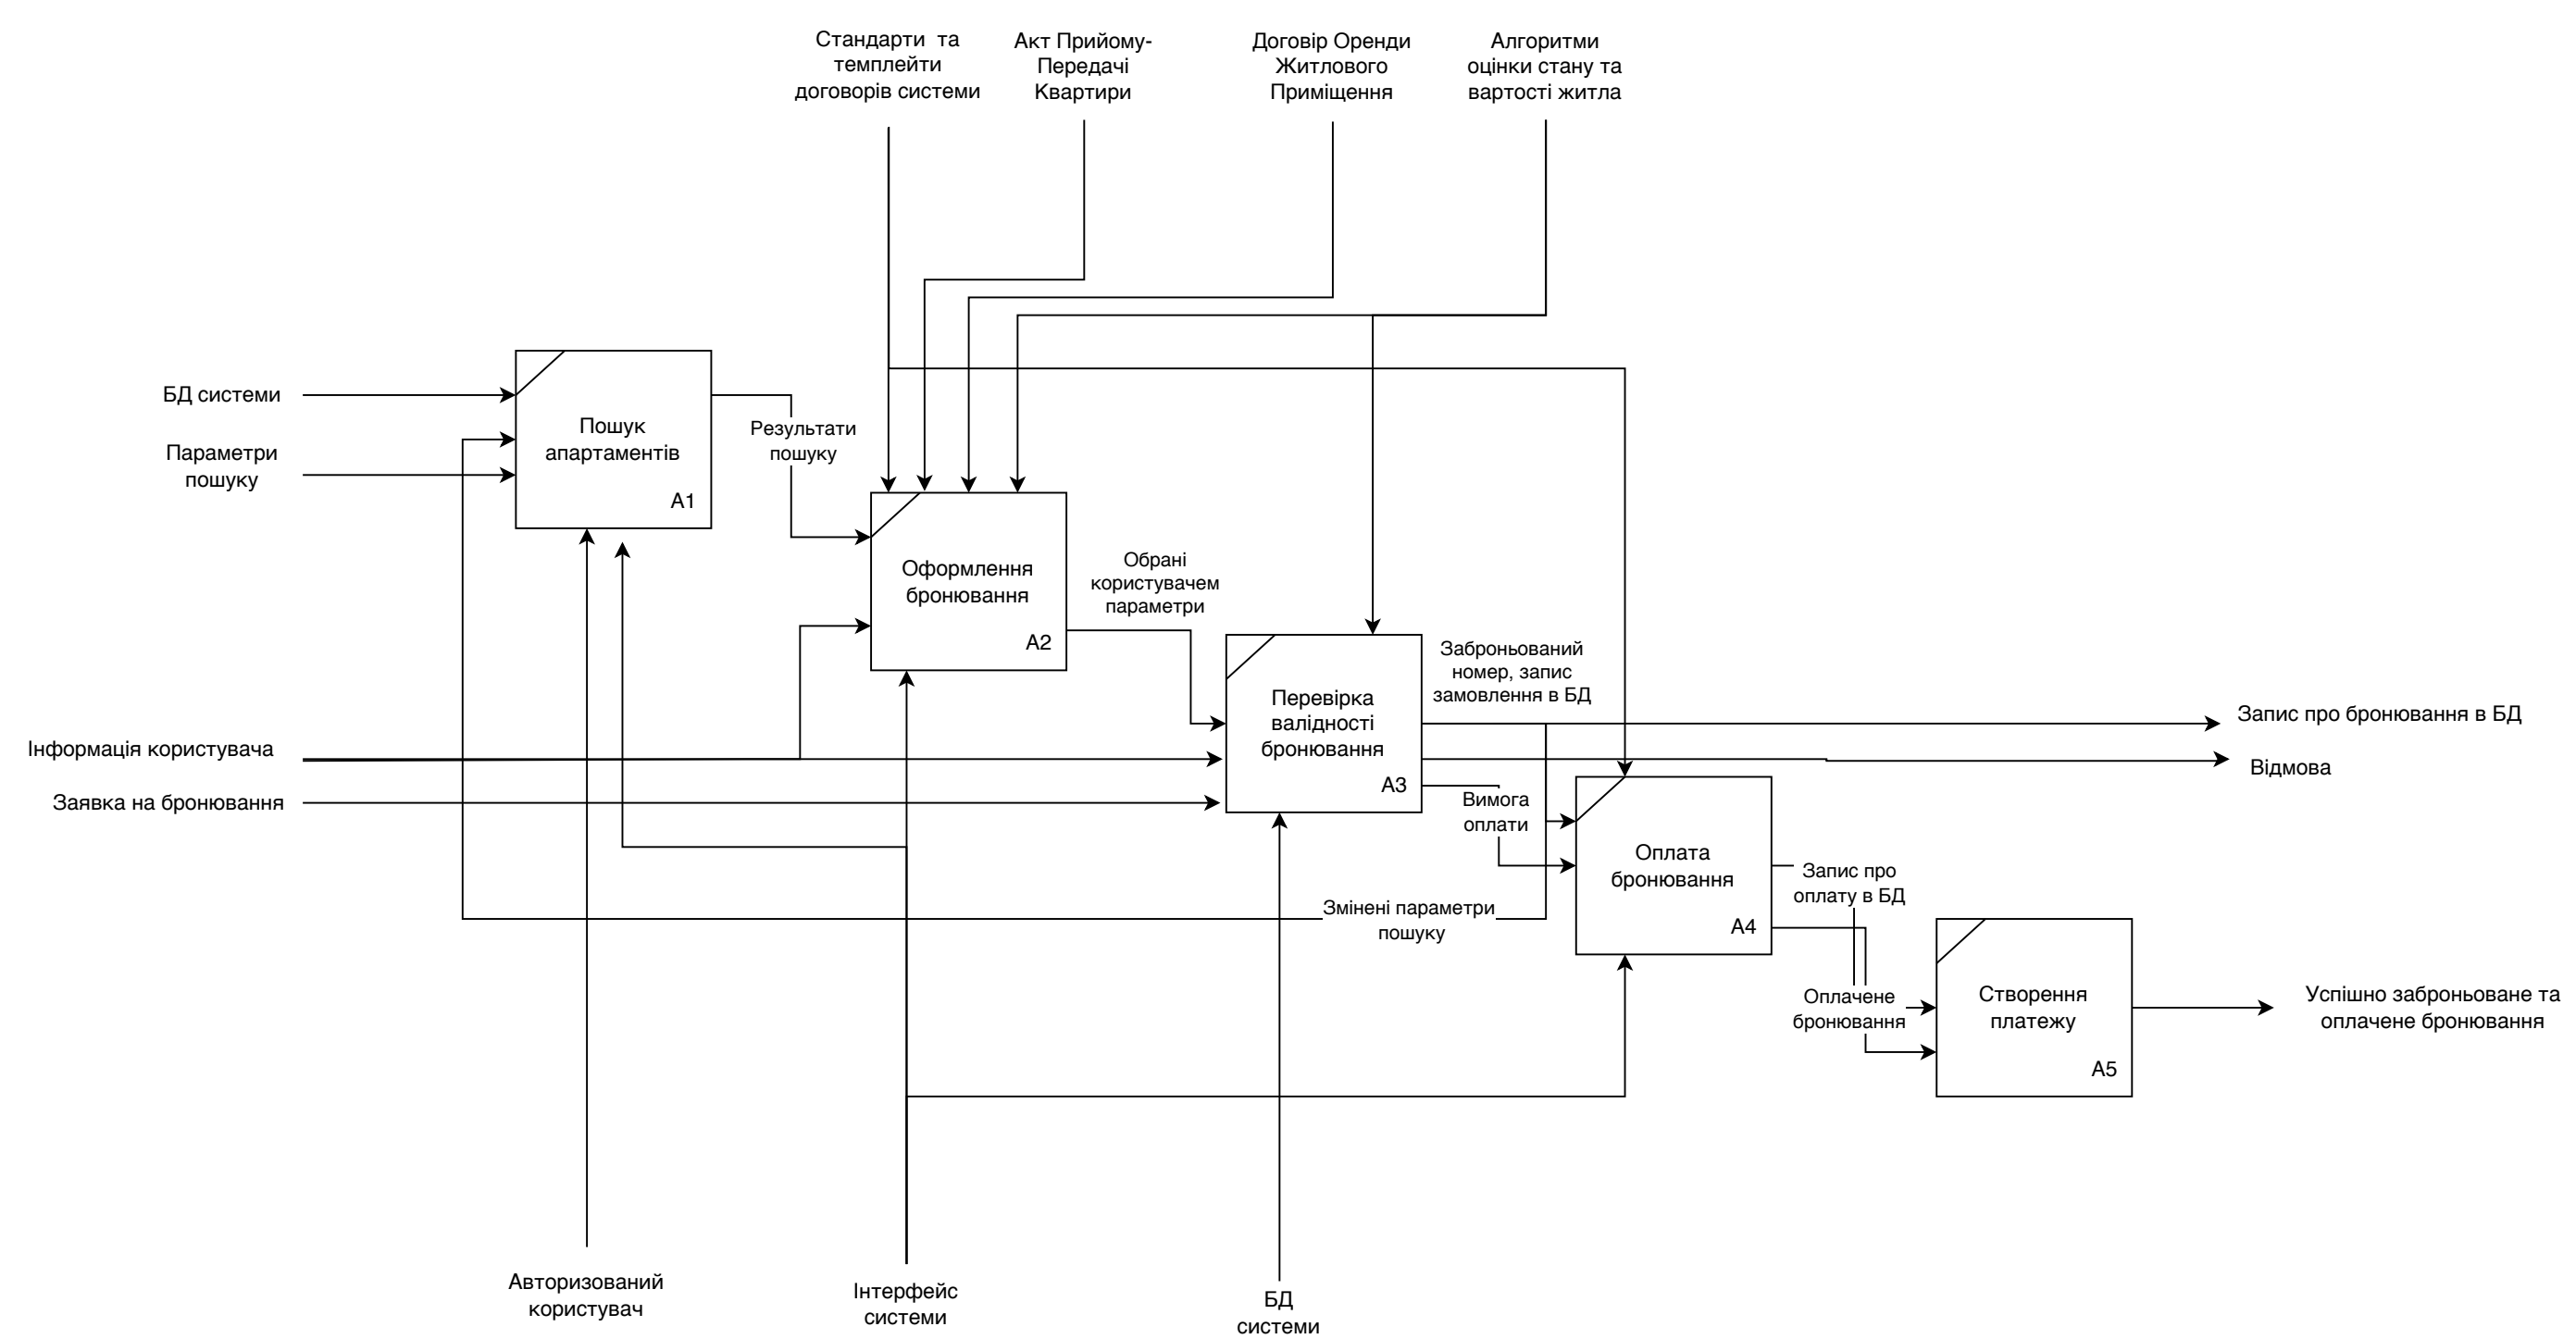 Стандарти та
темплейти
договорів системи
Акт Прийому-
Передачі
Квартири
Договір Оренди
Житлового
Приміщення
Алгоритми
оцінки стану та
вартості житла
БД системи
Параметри
пошуку
Пошук
апартаментів
A1
Результати
пошуку
Оформлення
бронювання
A2
Обрані
користувачем
параметри
Інформація користувача
Заявка на бронювання
Перевірка
валідності
бронювання
A3
Заброньований
номер, запис
замовлення в БД
Запис про бронювання в БД
Відмова
Вимога
оплати
Оплата
бронювання
A4
Змінені параметри
пошуку
Запис про
оплату в БД
Оплачене
бронювання
Створення
платежу
A5
Успішно заброньоване та
оплачене бронювання
Авторизований
користувач
Інтерфейс
системи
БД
системи